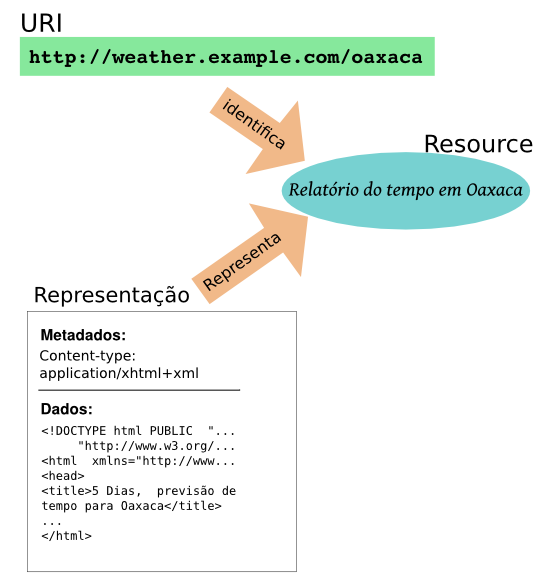 URI
http://weather.example.com/oaxaca
identifica
Resource
Relatório do tempo em Oaxaca
Representa
Representação
Metadados:
Content-type:
application/xhtml+xml
Dados:
<!DOCTYPE html PUBLIC "...
"http://www.w3.org/...
<html xmlns="http://www...
<head>
<title>5 Dias, previsão de
tempo para Oaxaca</title>
...
</html>